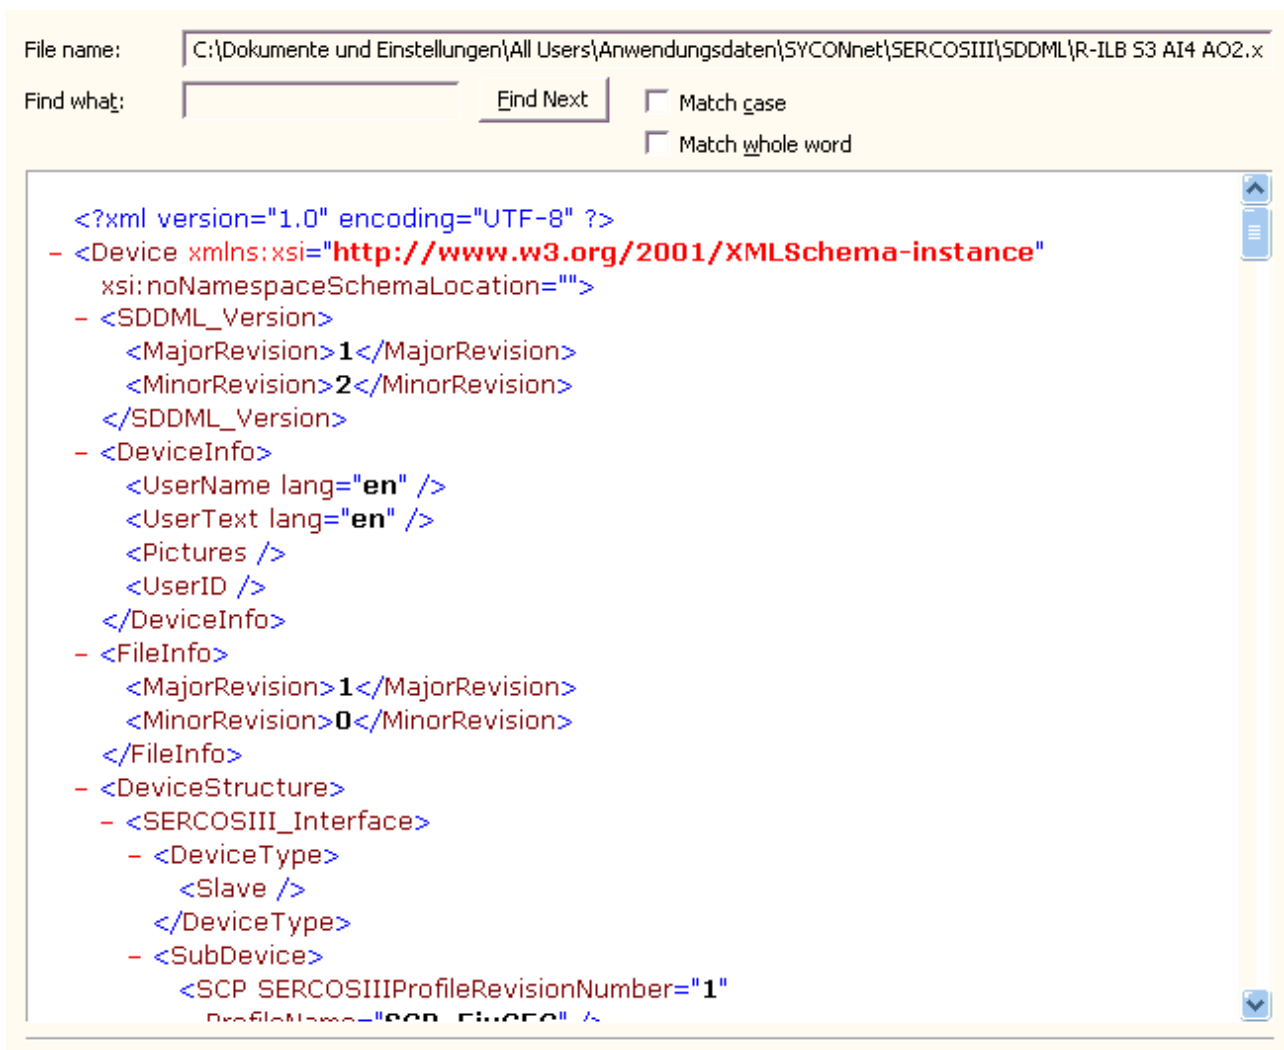 File name: C:\Dokumente und Einstellungen\All Users\Anwendungsdaten\SYCONnet\SERCOSIII\SDDML\R-ILB S3 AI4 AO2.x
Find what: Find Next Match case
Match whole word
<?xml version="1.0" encoding="UTF-8" ?>
- <Device xmlns:xsi="http://www.w3.org/2001/XMLSchema-instance"
xsi:noNamespaceSchemaLocation="">
- <SDDML_Version>
<MajorRevision>1</MajorRevision>
<MinorRevision>2</MinorRevision>
</SDDML_Version>
- <DeviceInfo>
<UserName lang="en" />
<UserText lang="en" />
<Pictures />
<UserID />
</DeviceInfo>
- <FileInfo>
<MajorRevision>1</MajorRevision>
<MinorRevision>0</MinorRevision>
</FileInfo>
- <DeviceStructure>
- <SERCOSIII_Interface>
- <DeviceType>
<Slave />
</DeviceType>
- <SubDevice>
<SCP SERCOSIIIProfileRevisionNumber="1"
ProfileName="SCP_FixCFG" />